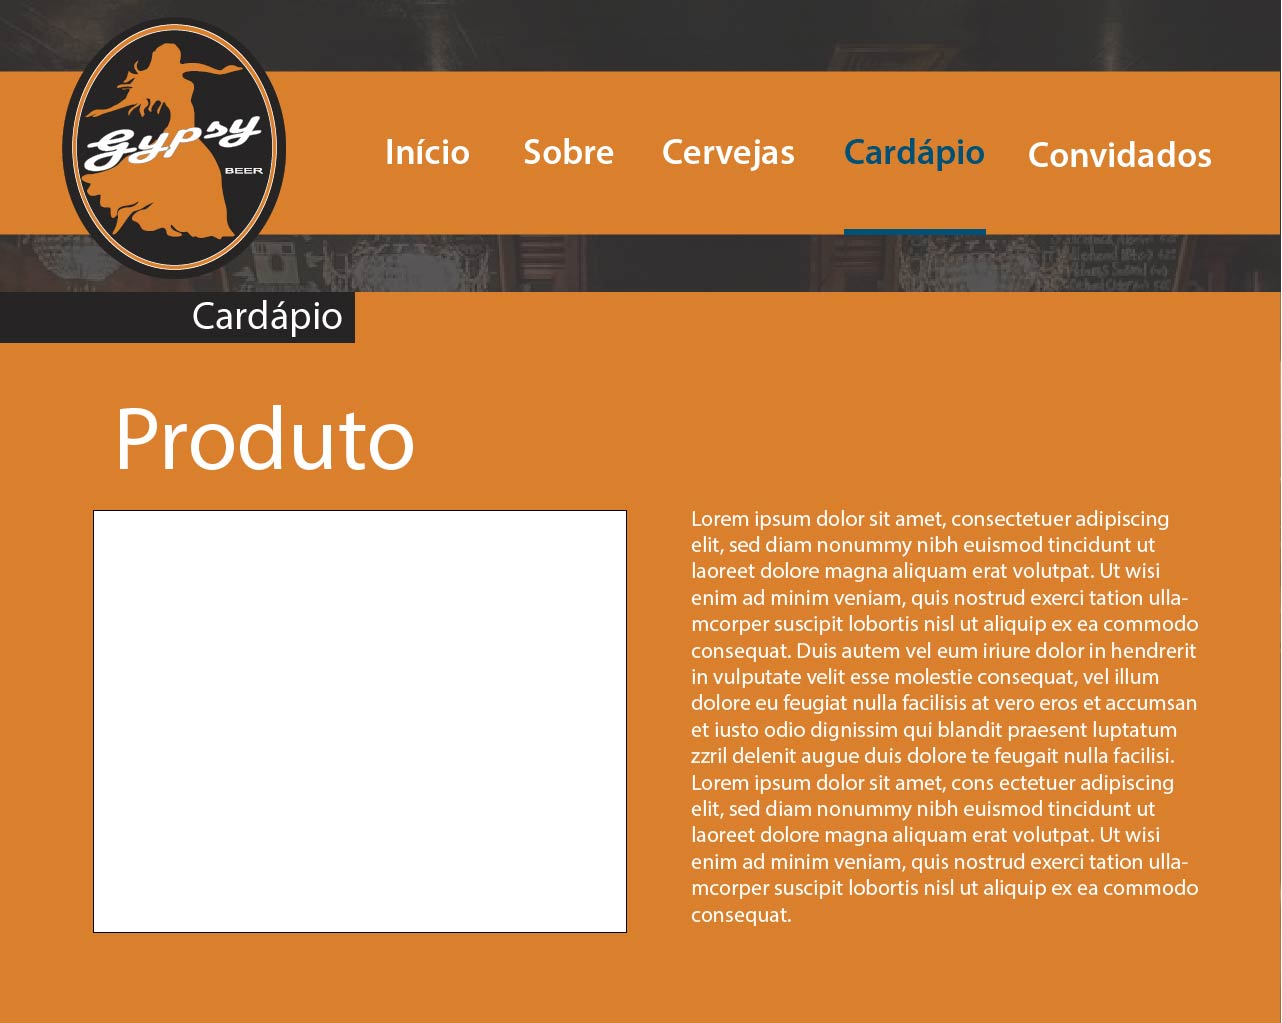 Gypsy
BEER
Início Sobre Cervejas Cardápio Convidados
Cardápio
Produto
Lorem ipsum dolor sit amet, consectetuer adipiscing
elit, sed diam nonummy nibh euismod tincidunt ut
laoreet dolore magna aliquam erat volutpat. Ut wisi
enim ad minim veniam, quis nostrud exerci tation ulla-
mcorper suscipit lobortis nisl ut aliquip ex ea commodo
consequat. Duis autem vel eum iriure dolor in hendrerit
in vulputate velit esse molestie consequat, vel illum
dolore eu feugiat nulla facilisis at vero eros et accumsan
et iusto odio dignissim qui blandit praesent luptatum
zzril delenit augue duis dolore te feugait nulla facilisi.
Lorem ipsum dolor sit amet, cons ectetuer adipiscing
elit, sed diam nonummy nibh euismod tincidunt ut
laoreet dolore magna aliquam erat volutpat. Ut wisi
enim ad minim veniam, quis nostrud exerci tation ulla-
mcorper suscipit lobortis nisl ut aliquip ex ea commodo
consequat.